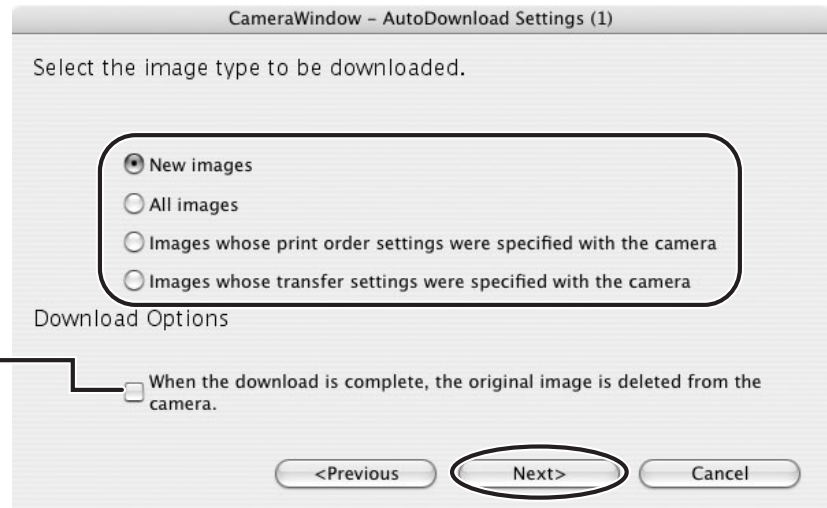 CameraWindow – AutoDownload Settings (1)
Select the image type to be downloaded.
New images
All images
Images whose print order settings were specified with the camera
Images whose transfer settings were specified with the camera
Download Options
When the download is complete, the original image is deleted from the
camera.
<Previous
Next>
Cancel